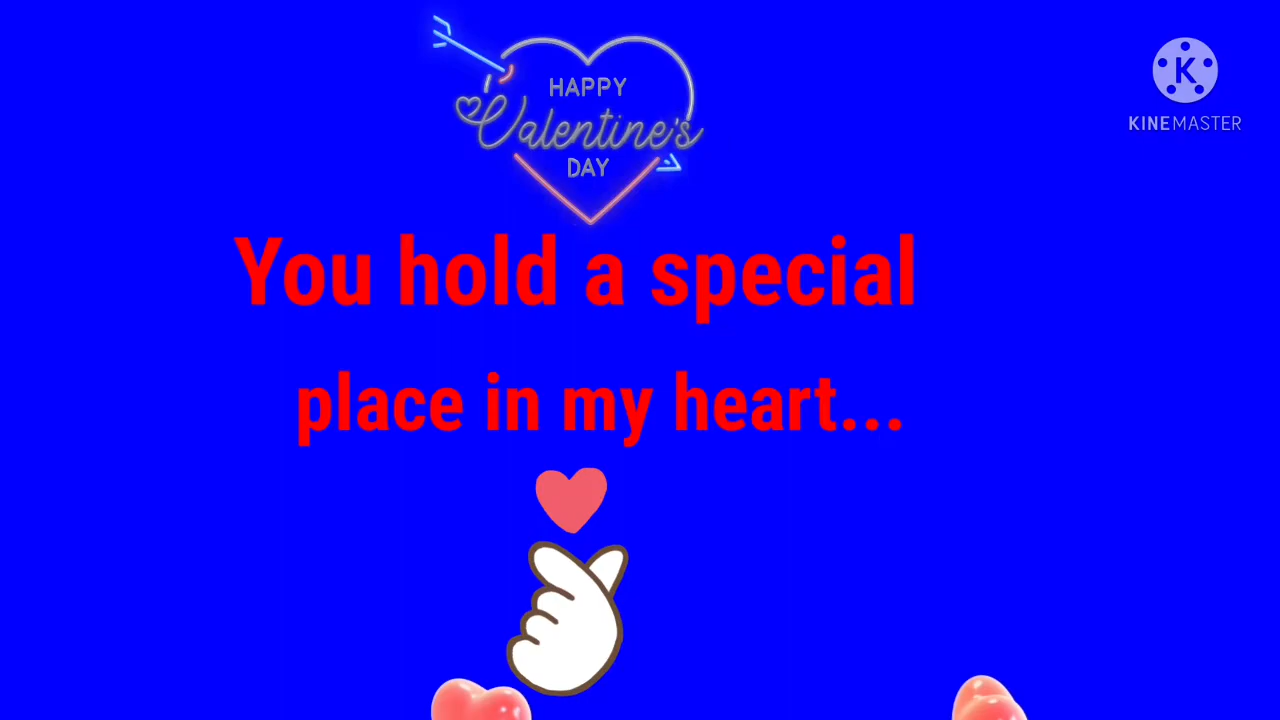 HAPPY
Valentine's
DAY
K
KINEMASTER
You hold a special
place in my heart...